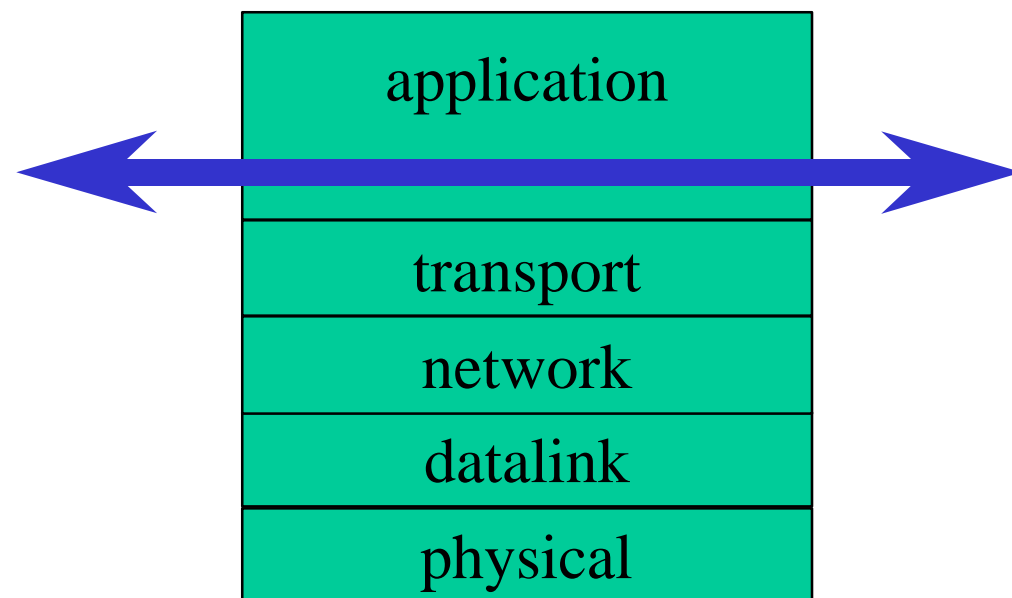 application
transport
network
datalink
physical